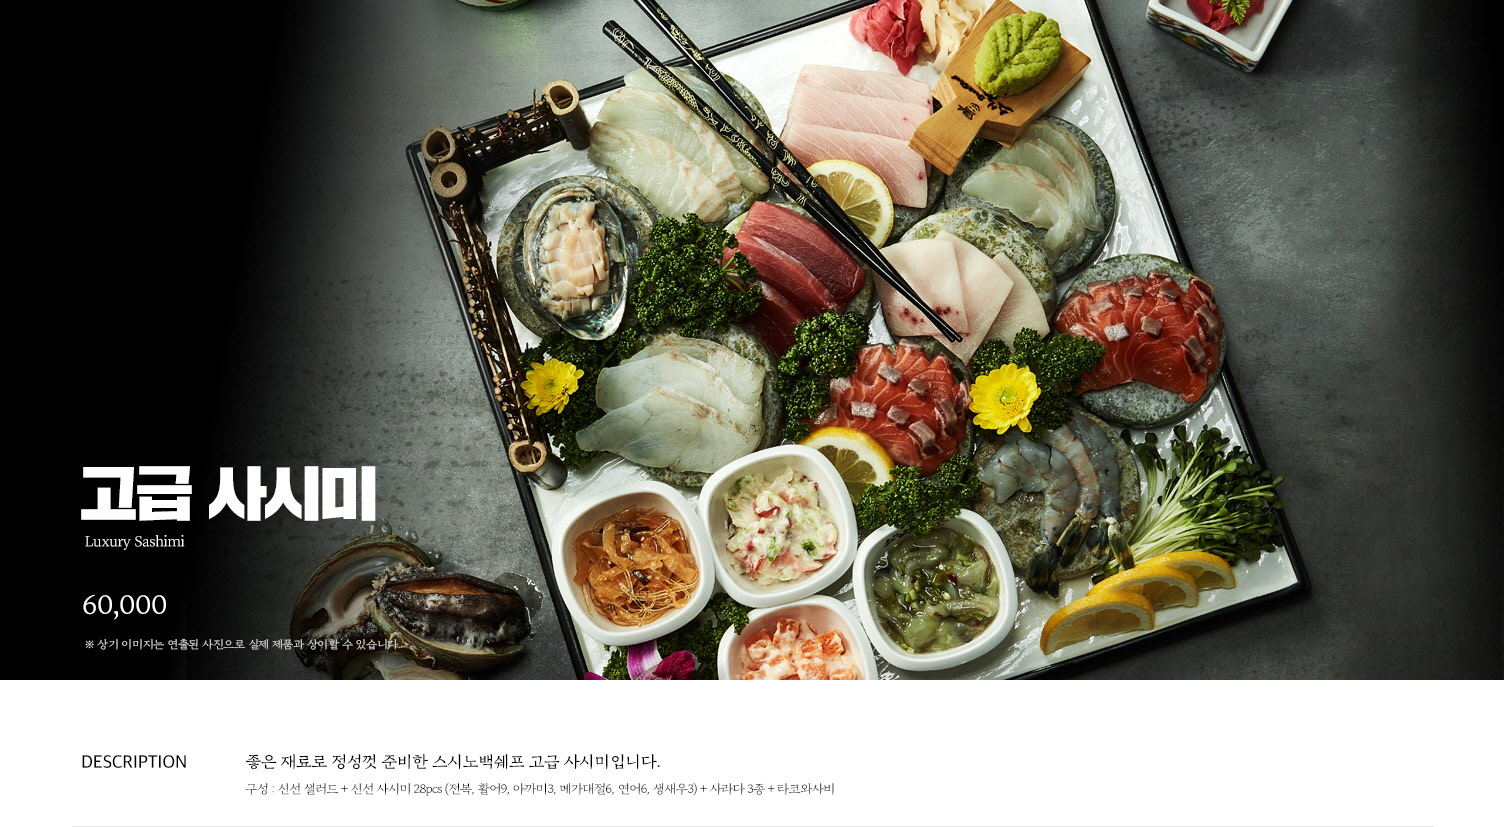 고급 사시미
Luxury Sashimi
60,000
※ 상기 이미지는 연출된 사진으로 실제 제품과 상이할 수 있습니다.
DESCRIPTION
좋은 재료로 정성껏 준비한 스시노백쉐프 고급 사시미입니다.
구성 : 신선 샐러드 + 신선 사시미 28pcs (전복, 활어9, 아까미3, 메가대절6, 연어6, 생새우3) + 사라다 3종 + 타코와사비